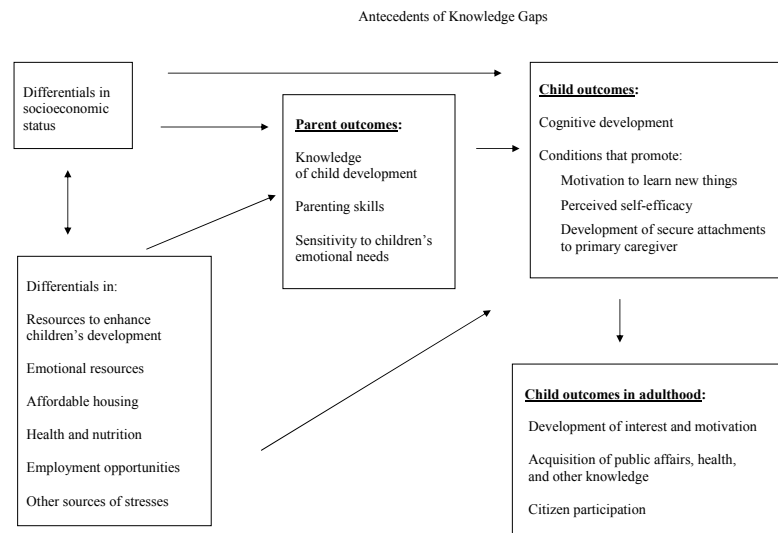 Antecedents of Knowledge Gaps
Differentials in
socioeconomic
status
Parent outcomes:
Knowledge
of child development
Parenting skills
Sensitivity to children’s
emotional needs
Child outcomes:
Cognitive development
Conditions that promote:
Motivation to learn new things
Perceived self-efficacy
Development of secure attachments
to primary caregiver
Differentials in:
Resources to enhance
children’s development
Emotional resources
Affordable housing
Health and nutrition
Employment opportunities
Other sources of stresses
Child outcomes in adulthood:
Development of interest and motivation
Acquisition of public affairs, health,
and other knowledge
Citizen participation